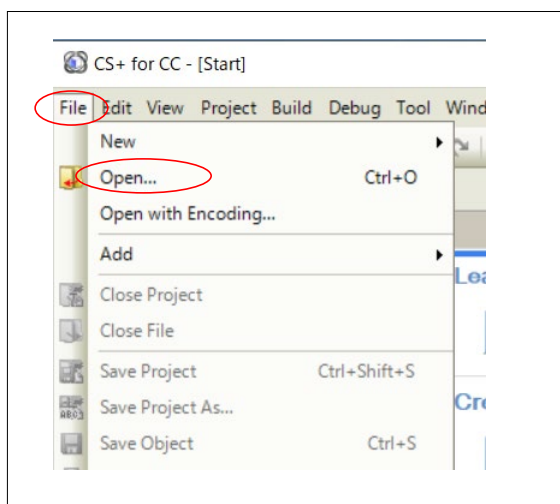 CS+ for CC - [Start]
File Edit View Project Build Debug Tool Wind
New
Open... Ctrl+O
Open with Encoding...
Add
Close Project
Close File
Save Project Ctrl+Shift+S
Save Project As...
Save Object Ctrl+S
Lea
Cre